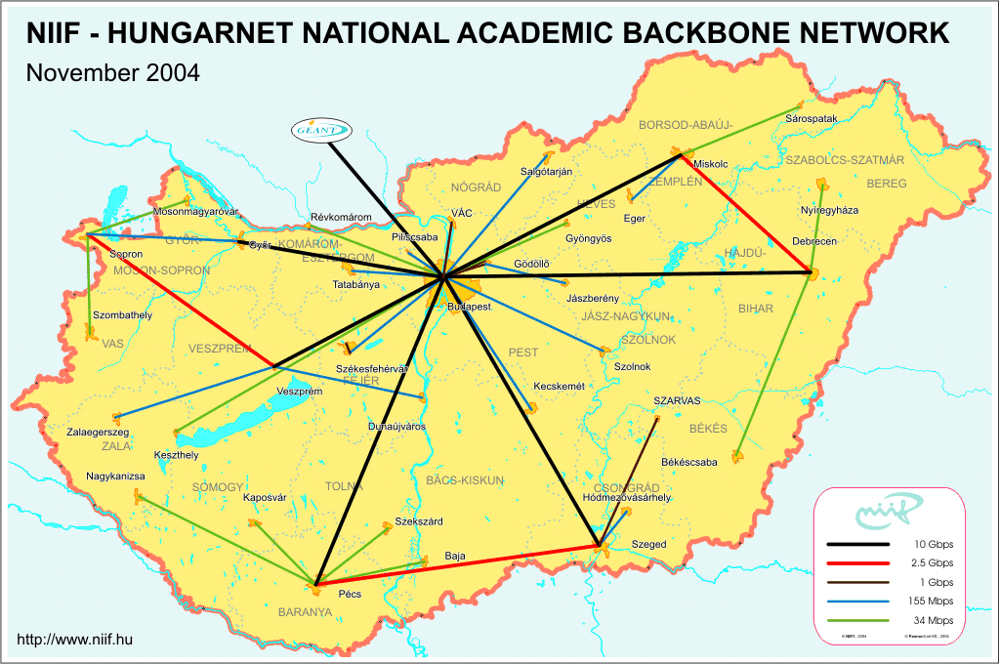 NIIF - HUNGARNET NATIONAL ACADEMIC BACKBONE NETWORK
November 2004
GÉANT
Sárospatak
BORSOD-ABAÚJ-
Miskolc
ZEMPLÉN
SZABOLCS-SZATMÁR
BEREG
Salgótarján
NÓGRÁD
HEVES
Eger
Nyíregyháza
Mosonmagyaróvár
Révkomárom
VÁC
Gyöngyös
Piliscsaba
Debrecen
GYŐR-
Győr
KOMÁROM-
ESZTERGOM
Sopron
MOSON-SOPRON
Tatabánya
Gödöllő
HAJDÚ-
Jászberény
Budapest
BIHAR
Szombathely
JÁSZ-NAGYKUN
SZOLNOK
VAS
VESZPRÉM
PEST
Szolnok
Székesfehérvár
FEJÉR
Veszprém
Kecskemét
SZARVAS
Dunaújváros
BÉKÉS
Zalaegerszeg
ZALA
Keszthely
Békéscsaba
Nagykanizsa
SOMOGY
TOLNA
BÁCS-KISKUN
CSONGRÁD
Kaposvár
Hódmezővásárhely
Szekszárd
Szeged
Baja
Pécs
BARANYA
niiF
10 Gbps
2.5 Gbps
1 Gbps
155 Mbps
34 Mbps
http://www.niif.hu